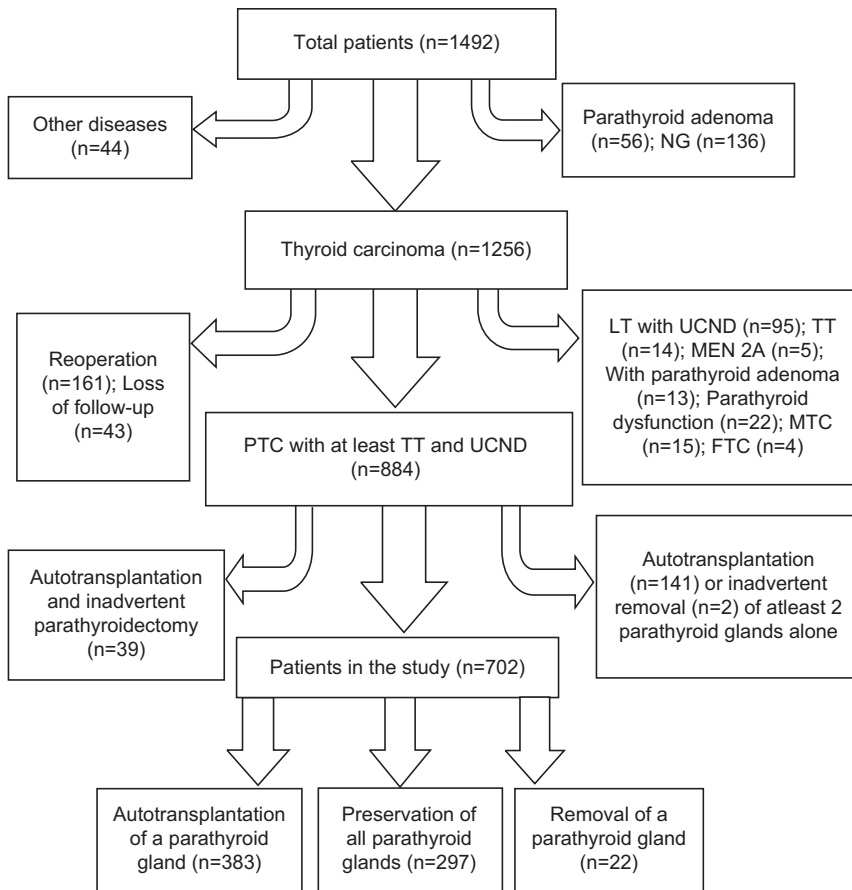 Total patients (n=1492)
Other diseases
(n=44)
Parathyroid adenoma
(n=56); NG (n=136)
Thyroid carcinoma (n=1256)
Reoperation
(n=161); Loss
of follow-up
(n=43)
LT with UCND (n=95); TT
(n=14); MEN 2A (n=5);
With parathyroid adenoma
(n=13); Parathyroid
dysfunction (n=22); MTC
(n=15); FTC (n=4)
PTC with at least TT and UCND
(n=884)
Autotransplantation
and inadvertent
parathyroidectomy
(n=39)
Autotransplantation
(n=141) or inadvertent
removal (n=2) of atleast 2
parathyroid glands alone
Patients in the study (n=702)
Autotransplantation
of a parathyroid
gland (n=383)
Preservation of
all parathyroid
glands (n=297)
Removal of a
parathyroid gland
(n=22)